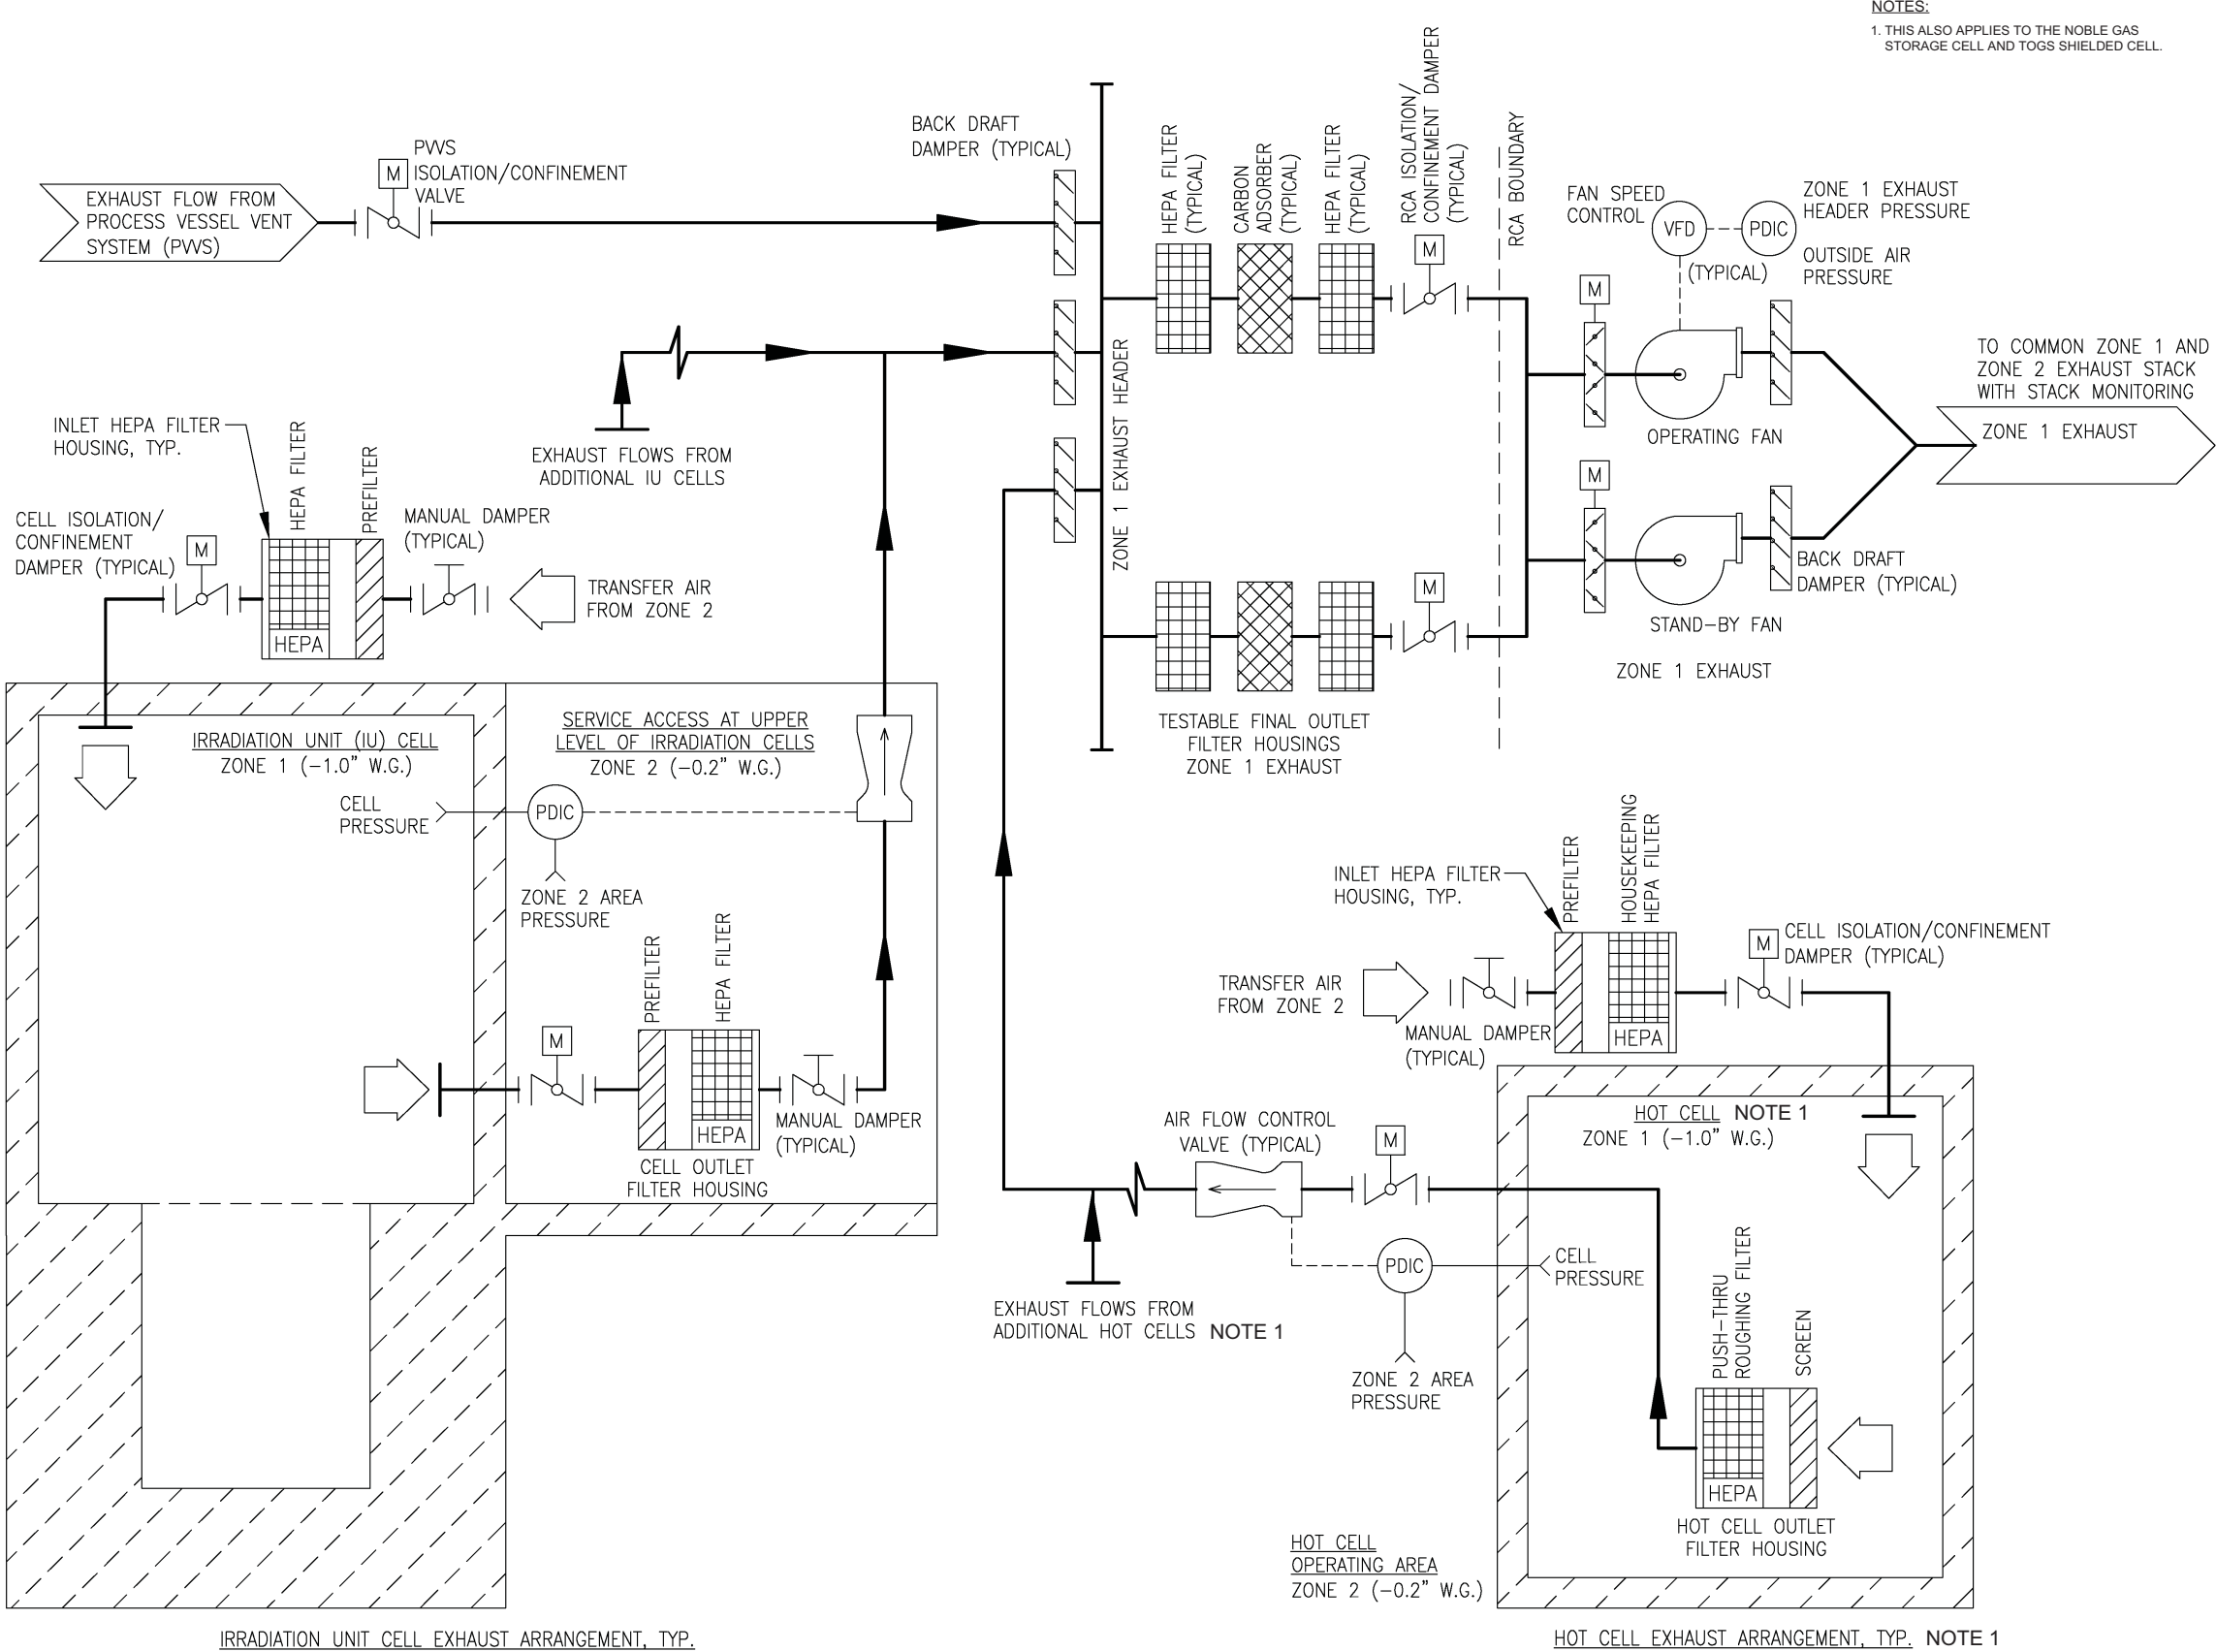 NOTES:
1. THIS ALSO APPLIES TO THE NOBLE GAS
STORAGE CELL AND TOGS SHIELDED CELL.
EXHAUST FLOW FROM
PROCESS VESSEL VENT
SYSTEM (PVVS)
M
PVVS
ISOLATION/CONFINEMENT
VALVE
BACK DRAFT
DAMPER (TYPICAL)
ZONE 1 EXHAUST HEADER
HEPA FILTER
(TYPICAL)
CARBON
ADSORBER
(TYPICAL)
HEPA FILTER
(TYPICAL)
RCA ISOLATION/
CONFINEMENT DAMPER
(TYPICAL)
M
RCA BOUNDARY
FAN SPEED
CONTROL
VFD
PDIC
(TYPICAL)
ZONE 1 EXHAUST
HEADER PRESSURE
OUTSIDE AIR
PRESSURE
M
OPERATING FAN
TO COMMON ZONE 1 AND
ZONE 2 EXHAUST STACK
WITH STACK MONITORING
ZONE 1 EXHAUST
M
STAND-BY FAN
BACK DRAFT
DAMPER (TYPICAL)
ZONE 1 EXHAUST
M
TESTABLE FINAL OUTLET
FILTER HOUSINGS
ZONE 1 EXHAUST
EXHAUST FLOWS FROM
ADDITIONAL IU CELLS
INLET HEPA FILTER
HOUSING, TYP.
HEPA FILTER
PREFILTER
CELL ISOLATION/
CONFINEMENT
DAMPER (TYPICAL)
M
HEPA
MANUAL DAMPER
(TYPICAL)
TRANSFER AIR
FROM ZONE 2
IRRADIATION UNIT (IU) CELL
ZONE 1 (-1.0" W.G.)
CELL
PRESSURE
SERVICE ACCESS AT UPPER
LEVEL OF IRRADIATION CELLS
ZONE 2 (-0.2" W.G.)
PDIC
ZONE 2 AREA
PRESSURE
PREFILTER
HEPA FILTER
M
HEPA
MANUAL DAMPER
(TYPICAL)
CELL OUTLET
FILTER HOUSING
IRRADIATION UNIT CELL EXHAUST ARRANGEMENT, TYP.
INLET HEPA FILTER
HOUSING, TYP.
PREFILTER
HOUSEKEEPING
HEPA FILTER
M
CELL ISOLATION/CONFINEMENT
DAMPER (TYPICAL)
TRANSFER AIR
FROM ZONE 2
MANUAL DAMPER
(TYPICAL)
HEPA
HOT CELL NOTE 1
ZONE 1 (-1.0" W.G.)
AIR FLOW CONTROL
VALVE (TYPICAL)
M
PDIC
CELL
PRESSURE
ZONE 2 AREA
PRESSURE
EXHAUST FLOWS FROM
ADDITIONAL HOT CELLS NOTE 1
PUSH-THRU
ROUGHING FILTER
SCREEN
HEPA
HOT CELL OUTLET
FILTER HOUSING
HOT CELL
OPERATING AREA
ZONE 2 (-0.2" W.G.)
HOT CELL EXHAUST ARRANGEMENT, TYP. NOTE 1